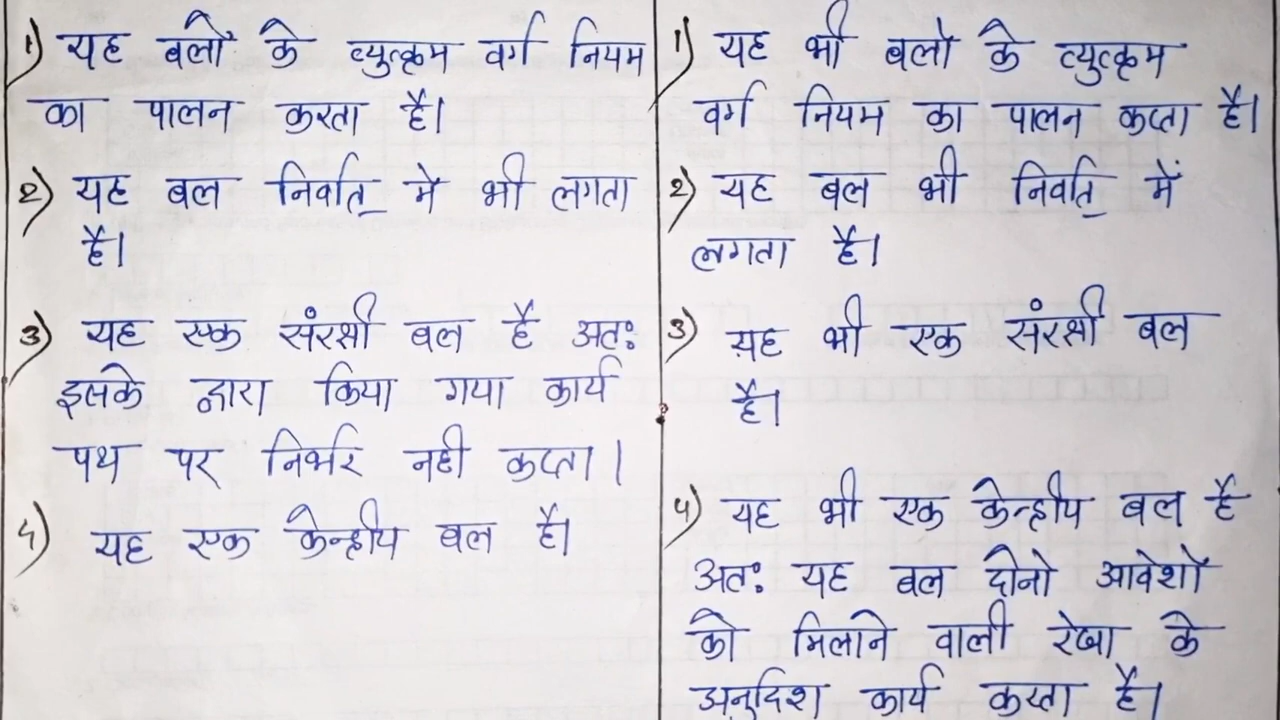 1) यह बलों के व्युत्क्रम वर्ग नियम
का पालन करता है।
2) यह बल निर्वात् में भी लगता
है।
3) यह एक संरक्षी बल है अतः
इसके द्वारा किया गया कार्य
पथ पर निर्भर नही करता।
4) यह एक केन्द्रीय बल है।
1) यह भी बलो के व्युत्क्रम
वर्ग नियम का पालन करता है।
2) यह बल भी निर्वात् में
लगता है।
3) यह भी एक संरक्षी बल
है।
4) यह भी एक केन्द्रीय बल है
अतः यह बल दोनो आवेशों
को मिलाने वाली रेखा के
अनुदिश कार्य करता है।